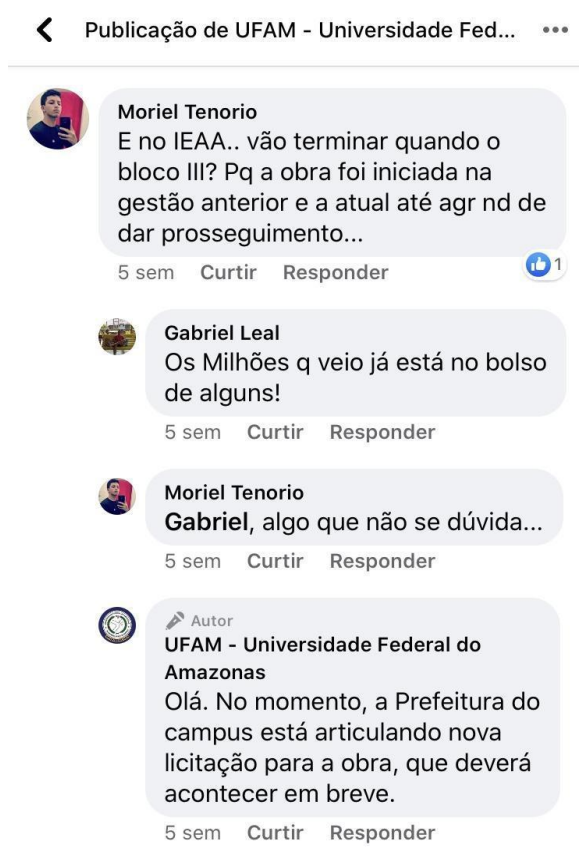 Publicação de UFAM - Universidade Fed...
Moriel Tenorio
E no IEAA.. vão terminar quando o
bloco III? Pq a obra foi iniciada na
gestão anterior e a atual até agr nd de
dar prosseguimento...
5 sem Curtir Responder
1
Gabriel Leal
Os Milhões q veio já está no bolso
de alguns!
5 sem Curtir Responder
Moriel Tenorio
Gabriel, algo que não se dúvida...
5 sem Curtir Responder
Autor
UFAM - Universidade Federal do
Amazonas
Olá. No momento, a Prefeitura do
campus está articulando nova
licitação para a obra, que deverá
acontecer em breve.
5 sem Curtir Responder